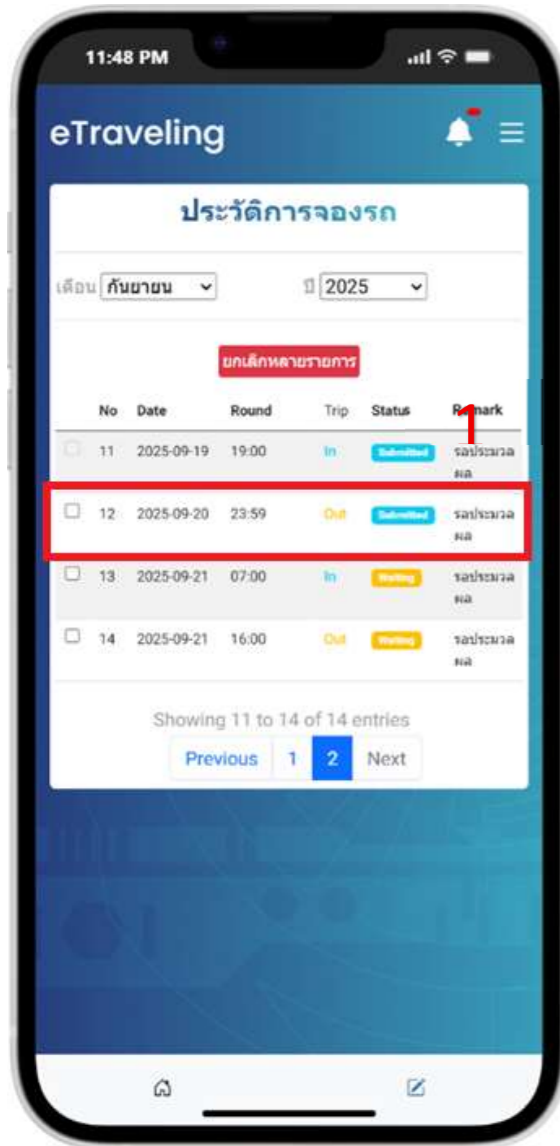 11:48 PM
eTraveling
ประวัติการจองรถ
เดือน กันยายน ปี 2025
ยกเลิกหลายรายการ
No Date Round Trip Status Remark
1
11 2025-09-19 19:00 In Submitted รอประมวล
ผล
12 2025-09-20 23:59 Out Submitted รอประมวล
ผล
13 2025-09-21 07:00 In Waiting รอประมวล
ผล
14 2025-09-21 16:00 Out Waiting รอประมวล
ผล
Showing 11 to 14 of 14 entries
Previous 1 2 Next